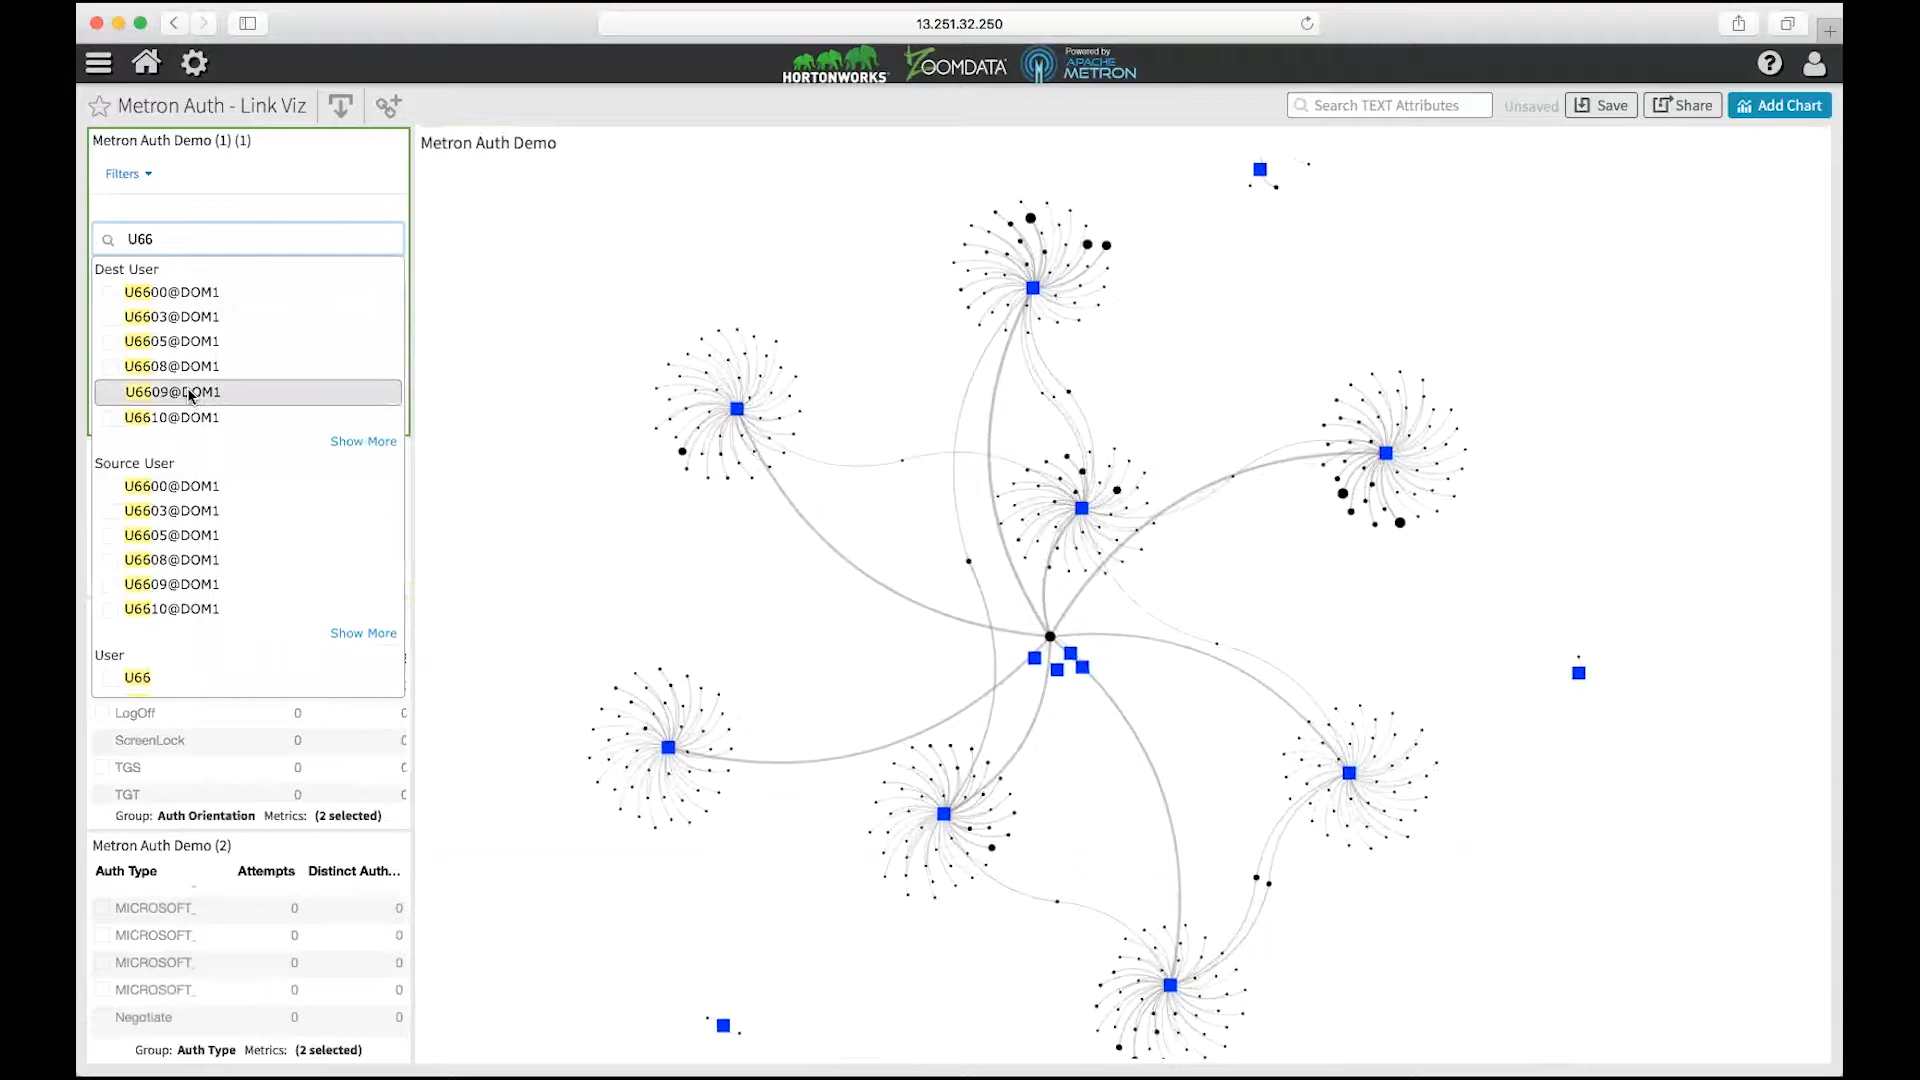 13.251.32.250
HORTONWORKS
ZOOMDATA
Powered by
APACHE
METRON
Metron Auth - Link Viz
Search TEXT Attributes
Unsaved
Save
Share
Add Chart
Metron Auth Demo (1) (1)
Filters
U66
Dest User
U6600@DOM1
U6603@DOM1
U6605@DOM1
U6608@DOM1
U6609@DOM1
U6610@DOM1
Show More
Source User
U6600@DOM1
U6603@DOM1
U6605@DOM1
U6608@DOM1
U6609@DOM1
U6610@DOM1
Show More
User
U66
LogOff 0 0
ScreenLock 0 0
TGS 0 0
TGT 0 0
Group: Auth Orientation Metrics: (2 selected)
Metron Auth Demo (2)
Auth Type Attempts Distinct Auth...
MICROSOFT_ 0 0
MICROSOFT_ 0 0
MICROSOFT_ 0 0
MICROSOFT_ 0 0
Negotiate 0 0
Group: Auth Type Metrics: (2 selected)
Metron Auth Demo